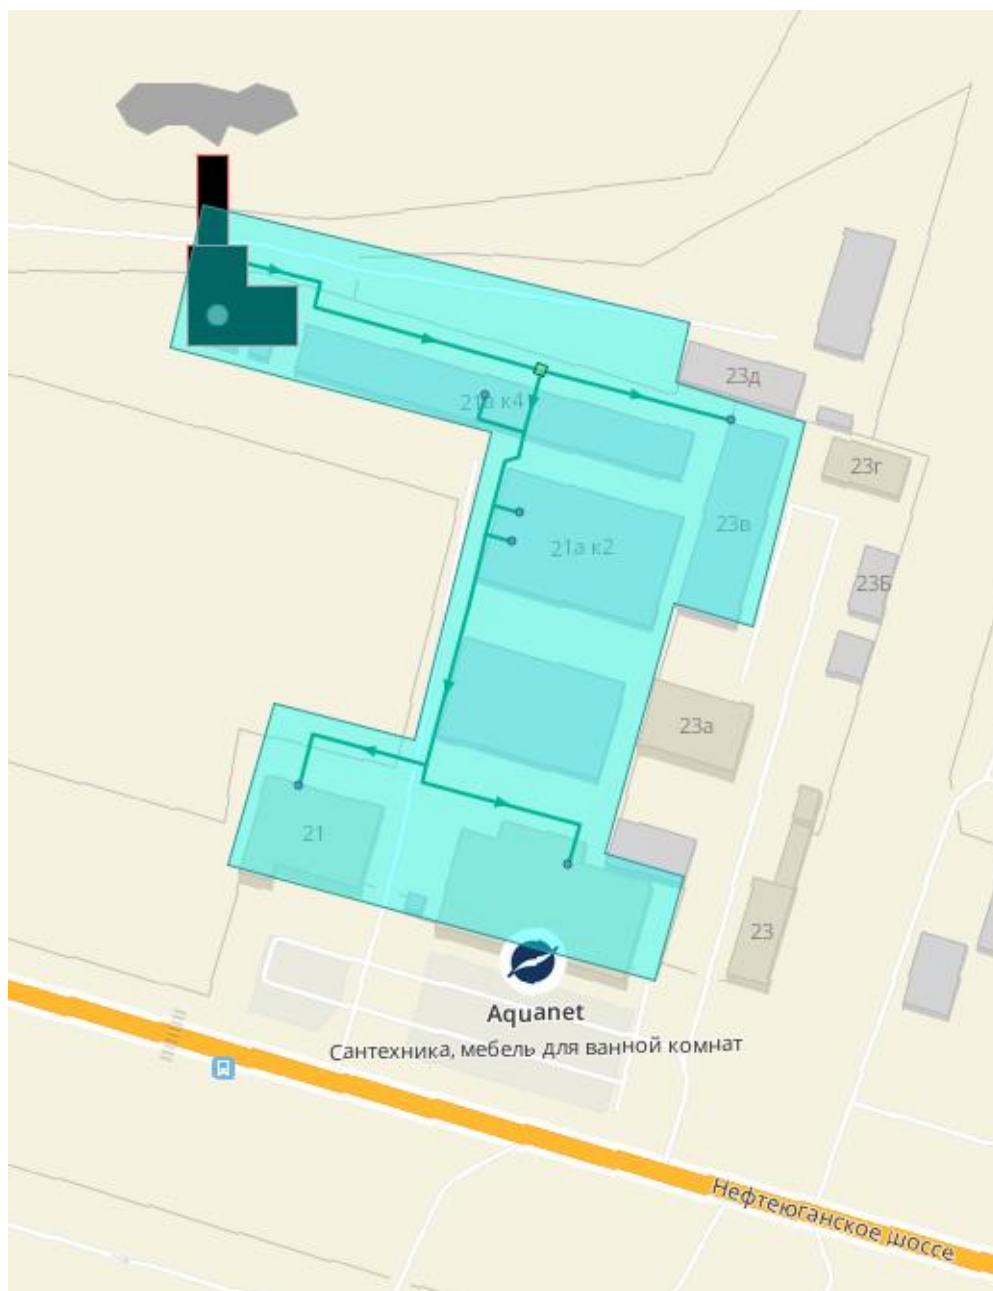 23д
21а к4
23г
23в
21а к2
23Б
23а
21
23
Aquanet
Сантехника, мебель для ванной комнат
Нефтеюганское шоссе